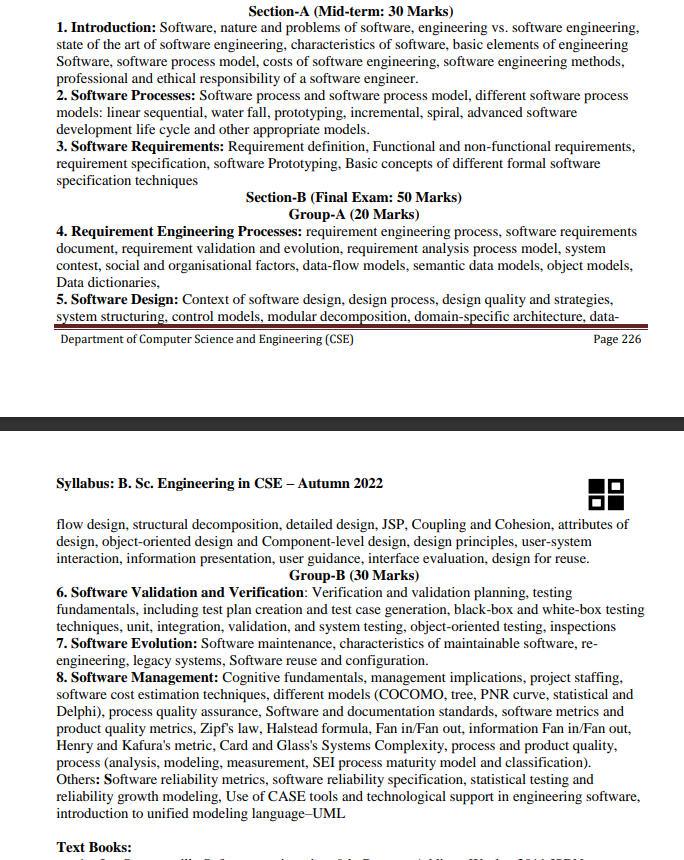 Section-A (Mid-term: 30 Marks)
1. Introduction: Software, nature and problems of software, engineering vs. software engineering,
state of the art of software engineering, characteristics of software, basic elements of engineering
Software, software process model, costs of software engineering, software engineering methods,
professional and ethical responsibility of a software engineer.
2. Software Processes: Software process and software process model, different software process
models: linear sequential, water fall, prototyping, incremental, spiral, advanced software
development life cycle and other appropriate models.
3. Software Requirements: Requirement definition, Functional and non-functional requirements,
requirement specification, software Prototyping, Basic concepts of different formal software
specification techniques
Section-B (Final Exam: 50 Marks)
Group-A (20 Marks)
4. Requirement Engineering Processes: requirement engineering process, software requirements
document, requirement validation and evolution, requirement analysis process model, system
contest, social and organisational factors, data-flow models, semantic data models, object models,
Data dictionaries,
5. Software Design: Context of software design, design process, design quality and strategies,
system structuring, control models, modular decomposition, domain-specific architecture, data-
Department of Computer Science and Engineering (CSE) Page 226
Syllabus: B. Sc. Engineering in CSE – Autumn 2022
flow design, structural decomposition, detailed design, JSP, Coupling and Cohesion, attributes of
design, object-oriented design and Component-level design, design principles, user-system
interaction, information presentation, user guidance, interface evaluation, design for reuse.
Group-B (30 Marks)
6. Software Validation and Verification: Verification and validation planning, testing
fundamentals, including test plan creation and test case generation, black-box and white-box testing
techniques, unit, integration, validation, and system testing, object-oriented testing, inspections
7. Software Evolution: Software maintenance, characteristics of maintainable software, re-
engineering, legacy systems, Software reuse and configuration.
8. Software Management: Cognitive fundamentals, management implications, project staffing,
software cost estimation techniques, different models (COCOMO, tree, PNR curve, statistical and
Delphi), process quality assurance, Software and documentation standards, software metrics and
product quality metrics, Zipf's law, Halstead formula, Fan in/Fan out, information Fan in/Fan out,
Henry and Kafura's metric, Card and Glass's Systems Complexity, process and product quality,
process (analysis, modeling, measurement, SEI process maturity model and classification).
Others: Software reliability metrics, software reliability specification, statistical testing and
reliability growth modeling, Use of CASE tools and technological support in engineering software,
introduction to unified modeling language–UML
Text Books: